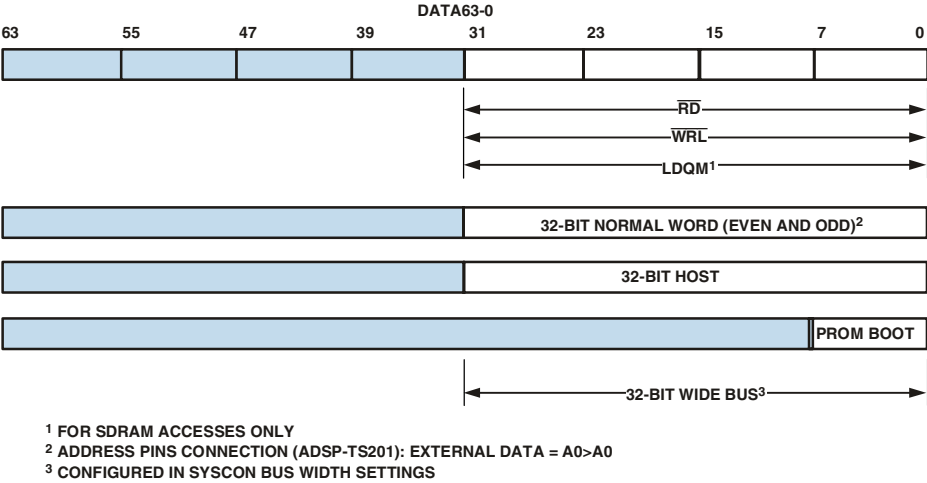 DATA63-0
63 55 47 39 31 23 15 7 0
RD
WRL
LDQM1
32-BIT NORMAL WORD (EVEN AND ODD)2
32-BIT HOST
PROM BOOT
32-BIT WIDE BUS3
1 FOR SDRAM ACCESSES ONLY
2 ADDRESS PINS CONNECTION (ADSP-TS201): EXTERNAL DATA = A0>A0
3 CONFIGURED IN SYSCON BUS WIDTH SETTINGS